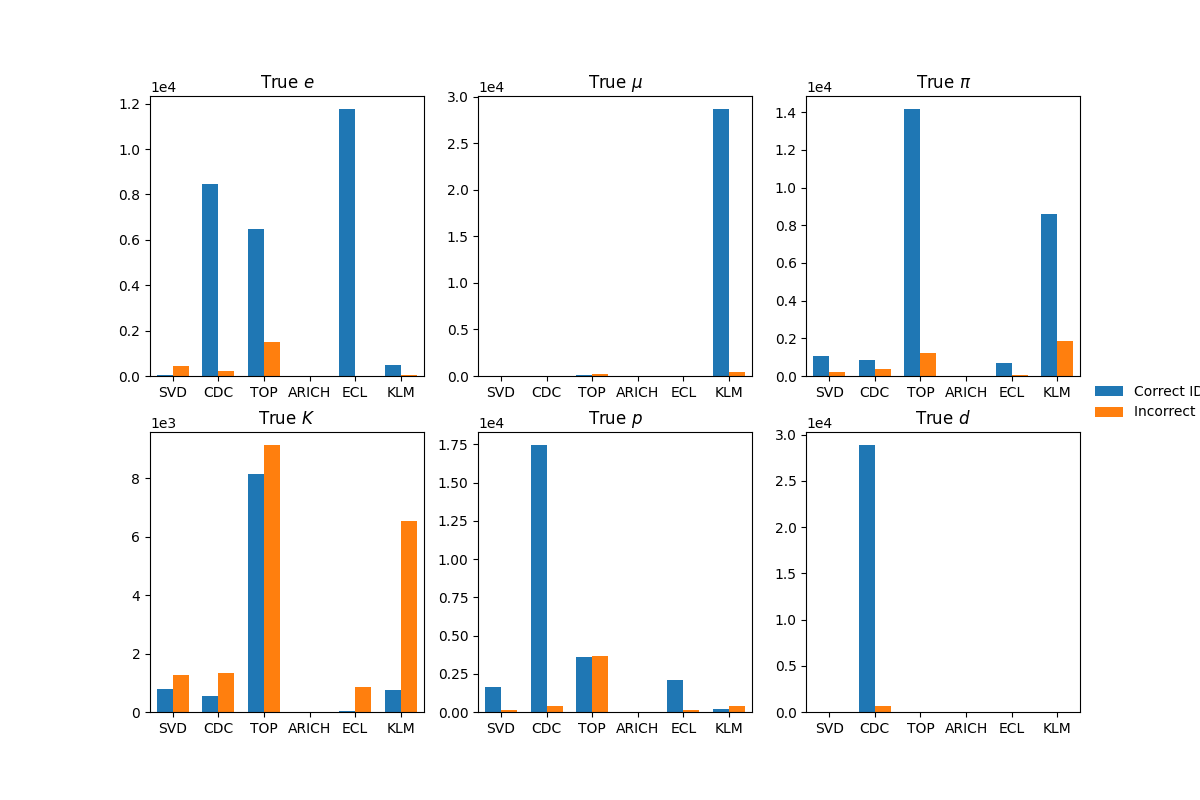 True e
1e4
1.2
1.0
0.8
0.6
0.4
0.2
0.0
SVD CDC TOP ARICH ECL KLM
True μ
1e4
3.0
2.5
2.0
1.5
1.0
0.5
0.0
SVD CDC TOP ARICH ECL KLM
True π
1e4
1.4
1.2
1.0
0.8
0.6
0.4
0.2
0.0
SVD CDC TOP ARICH ECL KLM
Correct ID
Incorrect
True K
1e3
8
6
4
2
0
SVD CDC TOP ARICH ECL KLM
True p
1e4
17.5
1.50
1.25
1.00
0.75
0.50
0.25
0.00
SVD CDC TOP ARICH ECL KLM
True d
1e4
3.0
2.5
2.0
1.5
1.0
0.5
0.0
SVD CDC TOP ARICH ECL KLM